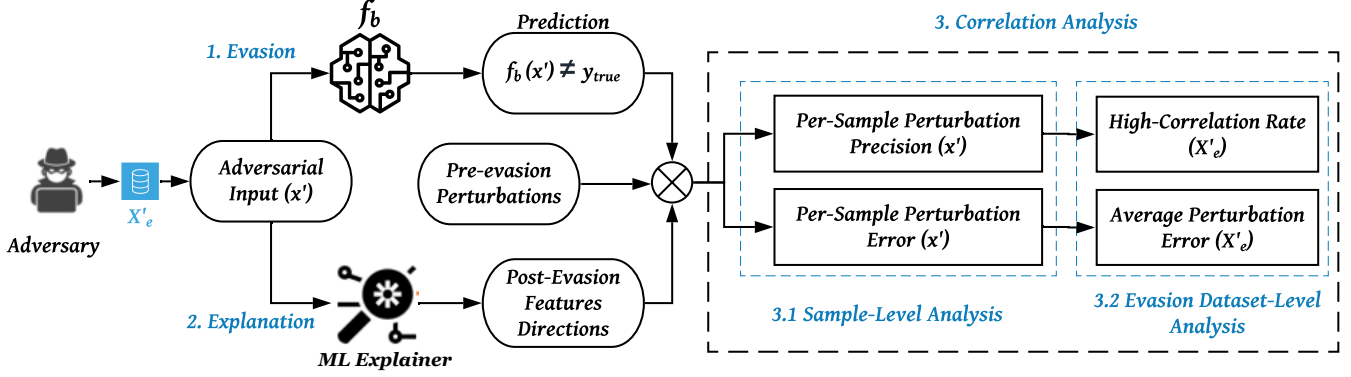 f_b
Prediction
3. Correlation Analysis
1. Evasion
f_b (x') ≠ y_true
Per-Sample Perturbation
Precision (x')
High-Correlation Rate
(X'_e)
Adversarial
Input (x')
Pre-evasion
Perturbations
X'_e
Adversary
Per-Sample Perturbation
Error (x')
Average Perturbation
Error (X'_e)
2. Explanation
ML Explainer
Post-Evasion
Features
Directions
3.1 Sample-Level Analysis
3.2 Evasion Dataset-Level
Analysis